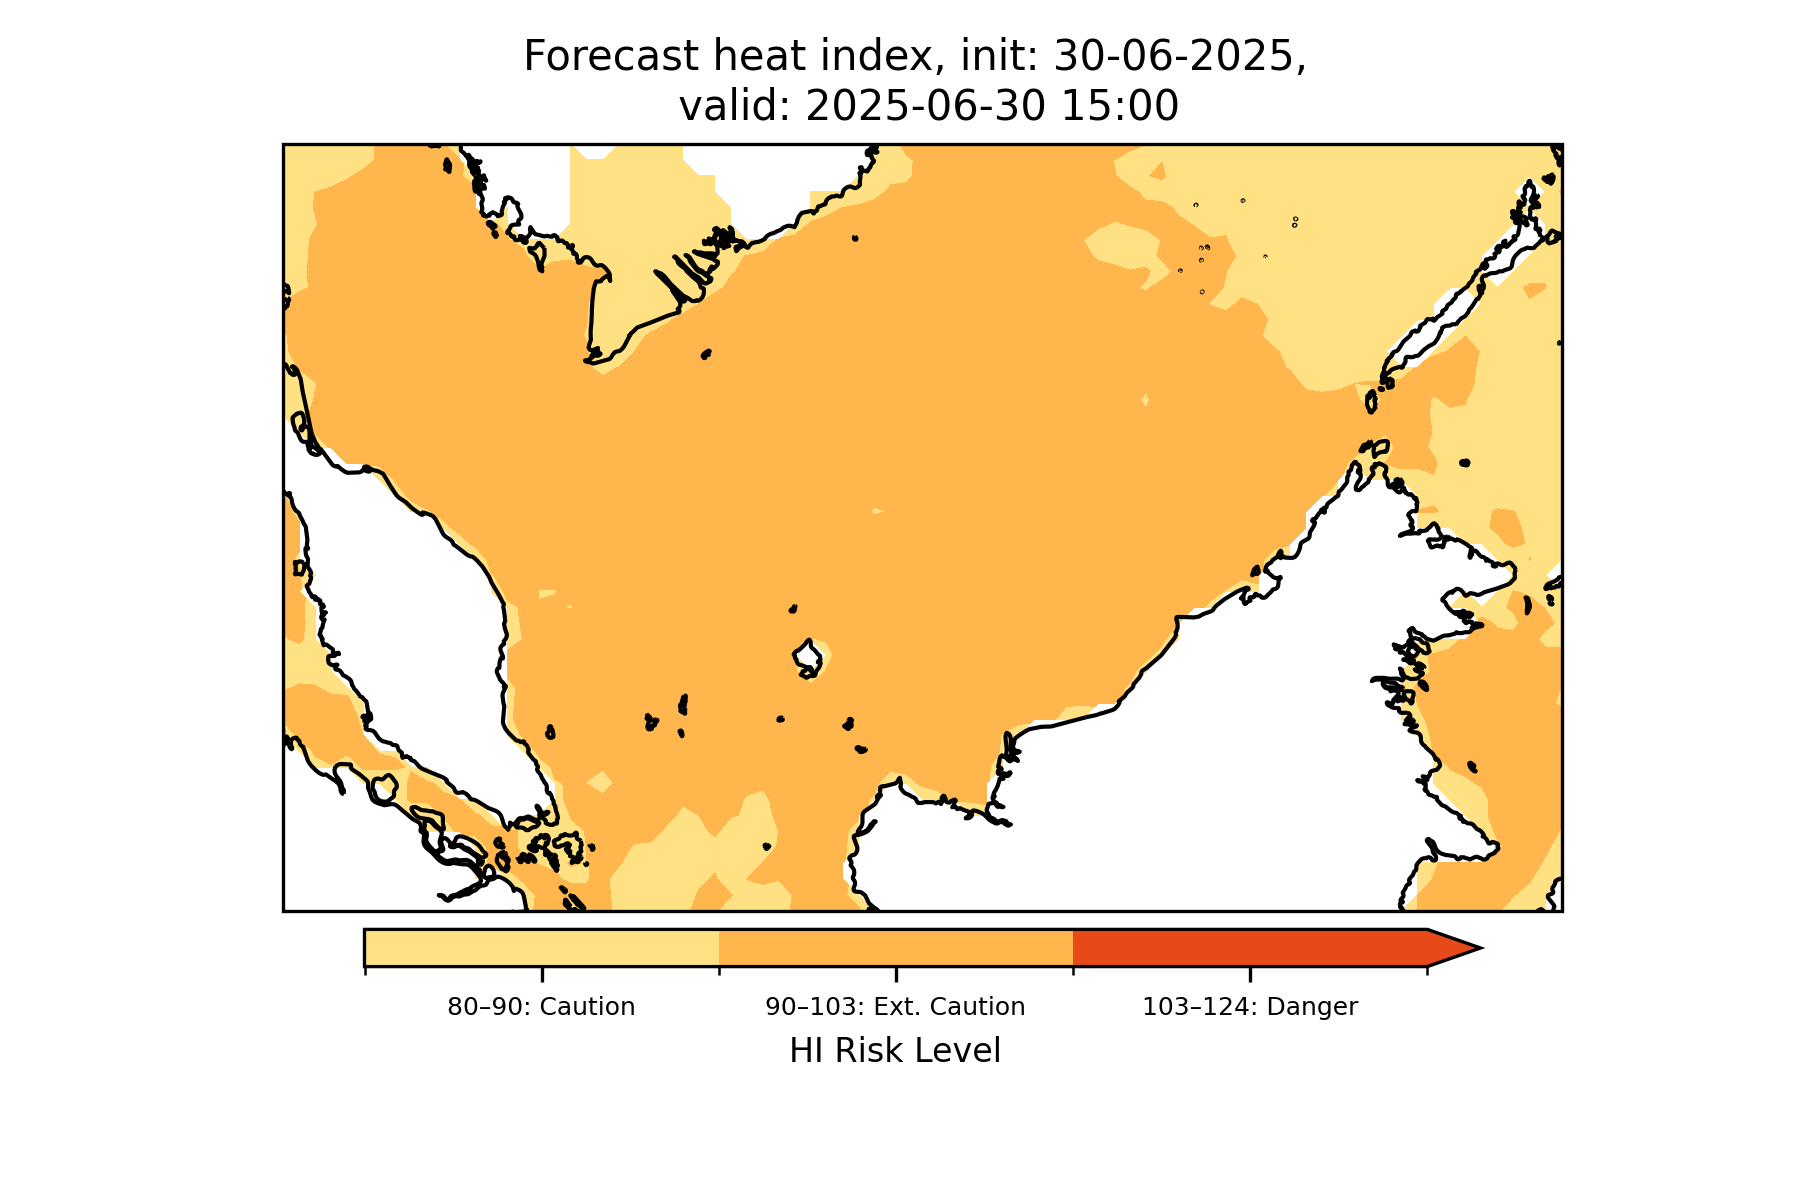 Forecast heat index, init: 30-06-2025,
valid: 2025-06-30 15:00
80–90: Caution
90–103: Ext. Caution
103–124: Danger
HI Risk Level